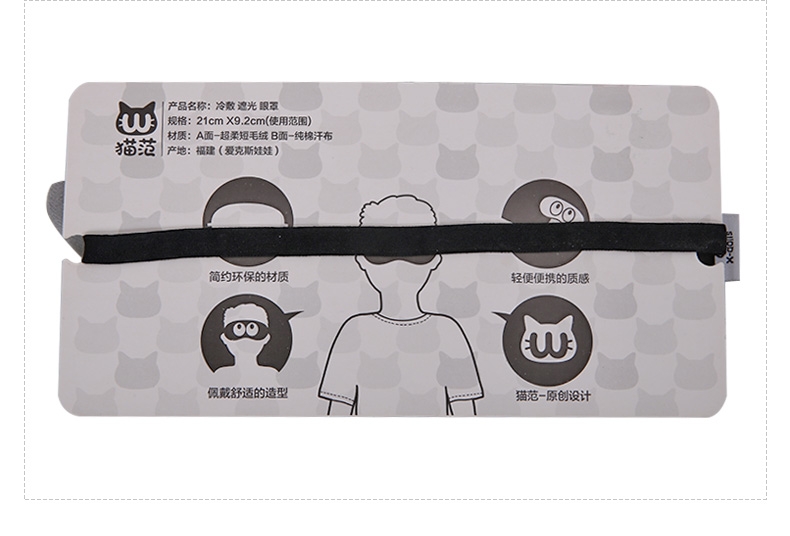 产品名称：冷敷 遮光 眼罩
规格：21cm X9.2cm(使用范围)
材质：A面-超柔短毛绒 B面-纯棉汗布
产地：福建（爱克斯娃娃）
猫范
简约环保的材质
轻便便携的质感
佩戴舒适的造型
猫范-原创设计